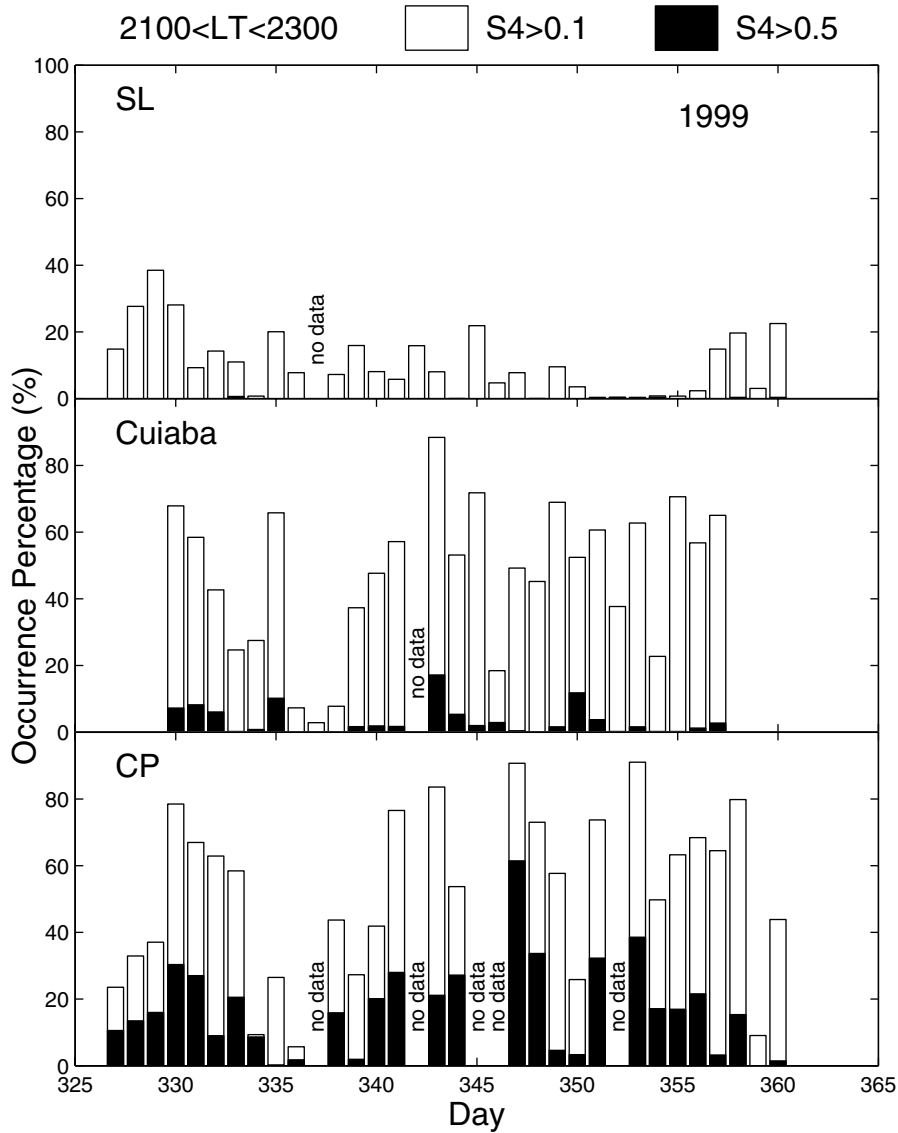 2100<LT<2300 S4>0.1 S4>0.5
100
SL
1999
80
60
40
20
no data
0
Cuiaba
80
60
40
20
no data
0
CP
80
60
40
20
no data
no data
no data
no data
no data
0
325 330 335 340 345 350 355 360 365
Day
Occurrence Percentage (%)